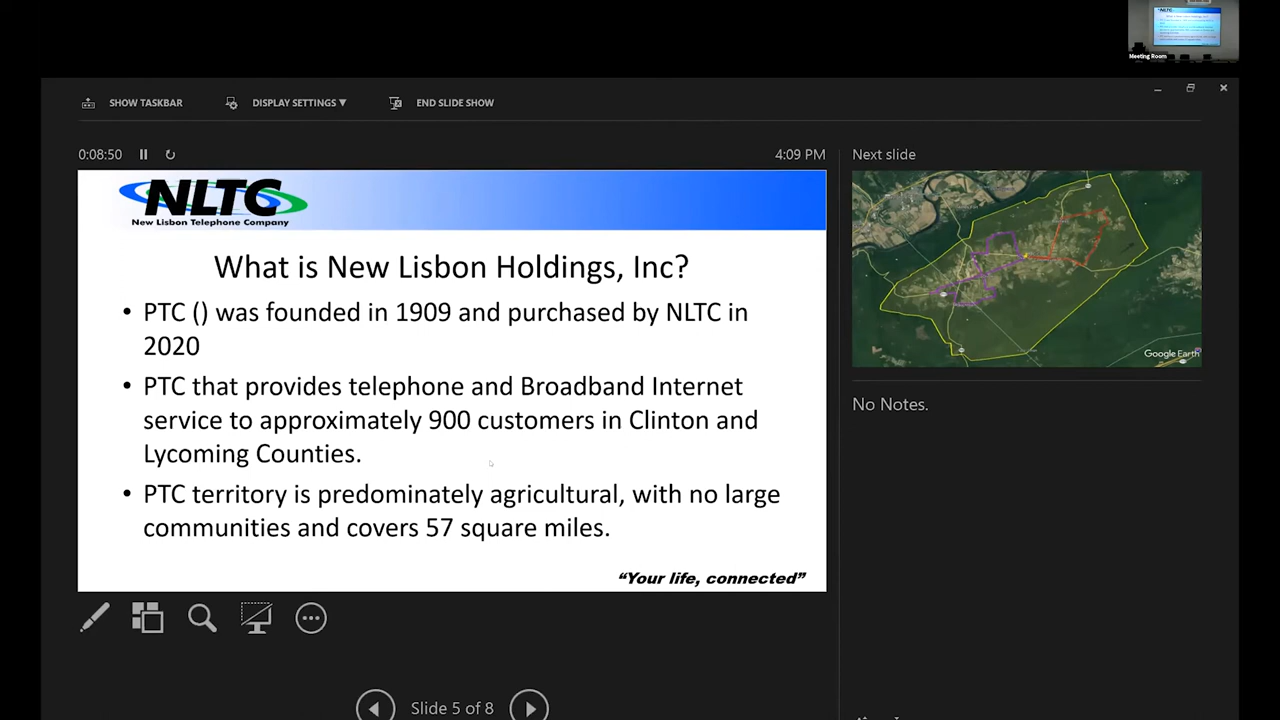 Meeting Room
SHOW TASKBAR
DISPLAY SETTINGS ▼
END SLIDE SHOW
0:08:50
4:09 PM
Next slide
NLTC
New Lisbon Telephone Company
What is New Lisbon Holdings, Inc?
• PTC () was founded in 1909 and purchased by NLTC in
2020
• PTC that provides telephone and Broadband Internet
service to approximately 900 customers in Clinton and
Lycoming Counties.
• PTC territory is predominately agricultural, with no large
communities and covers 57 square miles.
“Your life, connected”
Google Earth
No Notes.
Slide 5 of 8